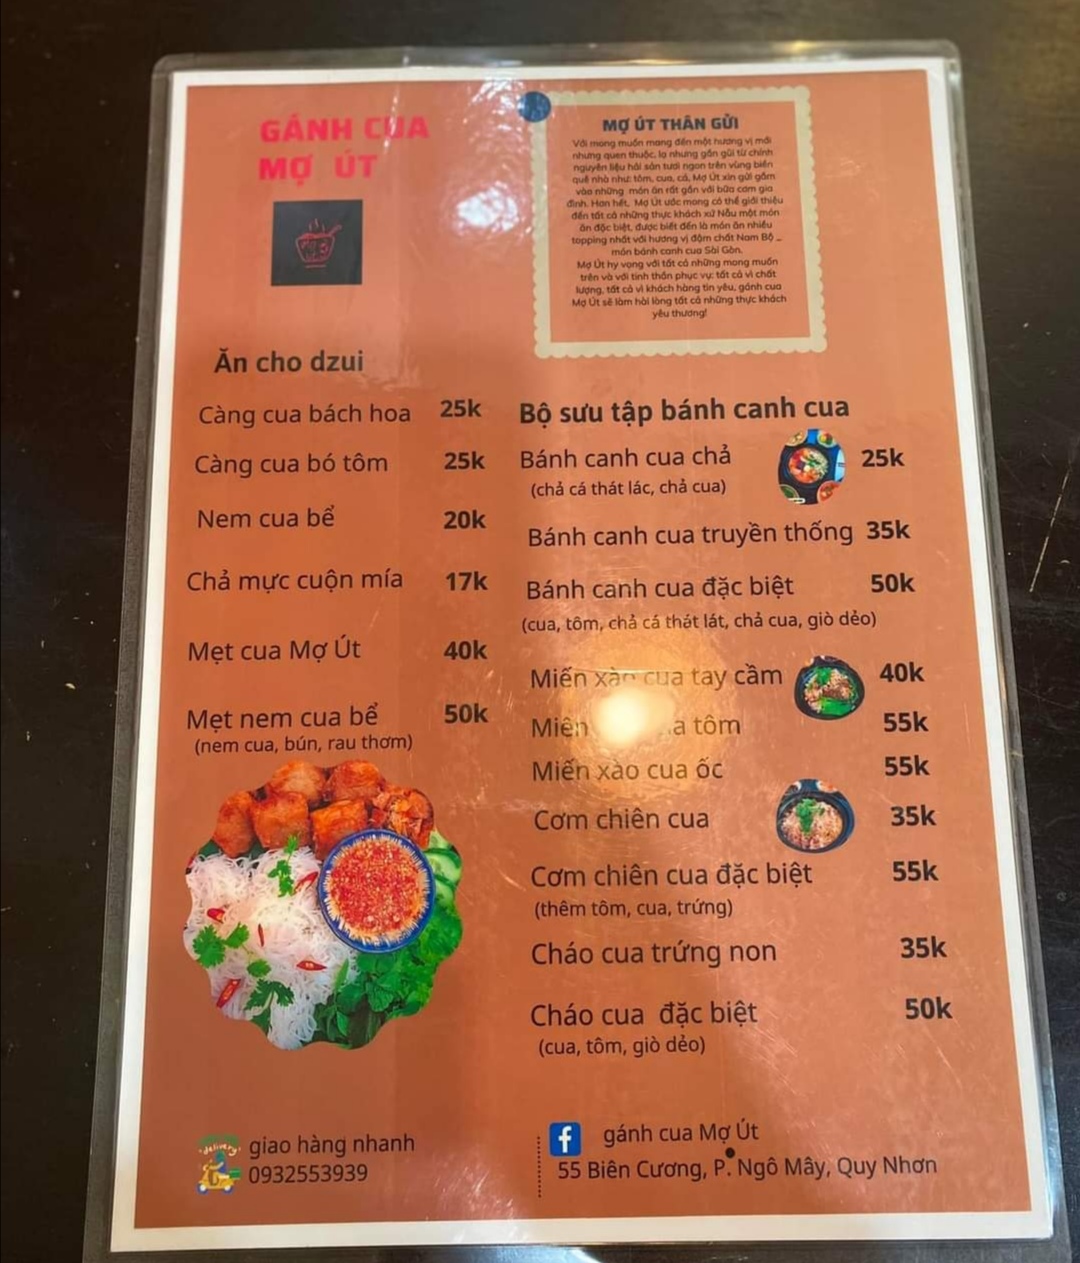 GÁNH CUA
MỢ ÚT
MỢ ÚT THÂN GỬI
Với mong muốn mang đến một hương vị mới
nhưng quen thuộc, lạ nhưng gần gũi từ chính
nguyên liệu hải sản tươi ngon trên vùng biển
quê nhà như: tôm, cua, cá, Mợ Út xin gửi gắm
vào những món ăn rất gần với bữa cơm gia
đình. Hơn hết, Mợ Út ước mong có thể giới thiệu
đến tất cả những thực khách xứ Nẫu một món
ăn độc biệt, được biết đến là món ăn nhiều
topping nhất với hương vị đậm chất Nam Bộ _
món bánh canh cua Sài Gòn.
Mợ Út hy vọng với tất cả những mong muốn
trên và với tinh thần phục vụ: tất cả vì chất
lượng, tất cả vì khách hàng tin yêu, gánh cua
Mợ Út sẽ làm hài lòng tất cả những thực khách
yêu thương!
Ăn cho dzui
Càng cua bách hoa 25k
Càng cua bó tôm 25k
Nem cua bể 20k
Chả mực cuộn mía 17k
Mẹt cua Mợ Út 40k
Mẹt nem cua bể 50k
(nem cua, bún, rau thơm)
Bộ sưu tập bánh canh cua
Bánh canh cua chả 25k
(chả cá thát lác, chả cua)
Bánh canh cua truyền thống 35k
Bánh canh cua đặc biệt 50k
(cua, tôm, chả cá thát lát, chả cua, giò dẻo)
Miến xào cua tay cầm 40k
Miến tôm 55k
Miến xào cua ốc 55k
Cơm chiên cua 35k
Cơm chiên cua đặc biệt 55k
(thêm tôm, cua, trứng)
Cháo cua trứng non 35k
Cháo cua đặc biệt 50k
(cua, tôm, giò dẻo)
delivery
giao hàng nhanh
0932553939
gánh cua Mợ Út
55 Biên Cương, P. Ngô Mây, Quy Nhơn